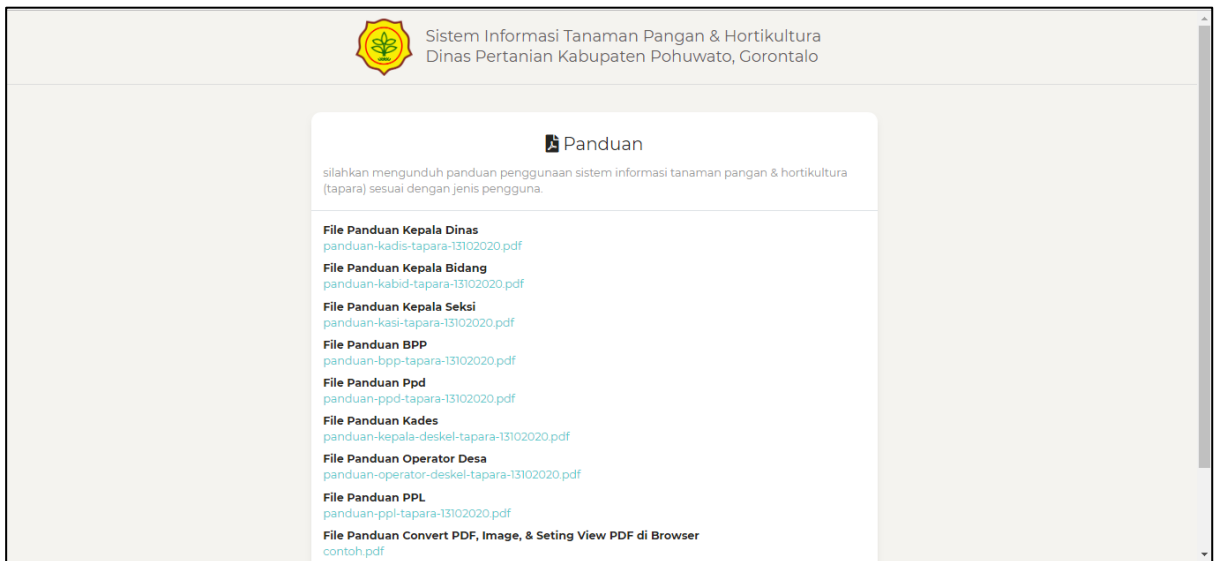 Sistem Informasi Tanaman Pangan & Hortikultura
Dinas Pertanian Kabupaten Pohuwato, Gorontalo
Panduan
silahkan mengunduh panduan penggunaan sistem informasi tanaman pangan & hortikultura
(tapara) sesuai dengan jenis pengguna.
File Panduan Kepala Dinas
panduan-kadis-tapara-13102020.pdf
File Panduan Kepala Bidang
panduan-kabid-tapara-13102020.pdf
File Panduan Kepala Seksi
panduan-kasi-tapara-13102020.pdf
File Panduan BPP
panduan-bpp-tapara-13102020.pdf
File Panduan Ppd
panduan-ppd-tapara-13102020.pdf
File Panduan Kades
panduan-kepala-deskel-tapara-13102020.pdf
File Panduan Operator Desa
panduan-operator-deskel-tapara-13102020.pdf
File Panduan PPL
panduan-ppl-tapara-13102020.pdf
File Panduan Convert PDF, Image, & Seting View PDF di Browser
contoh.pdf